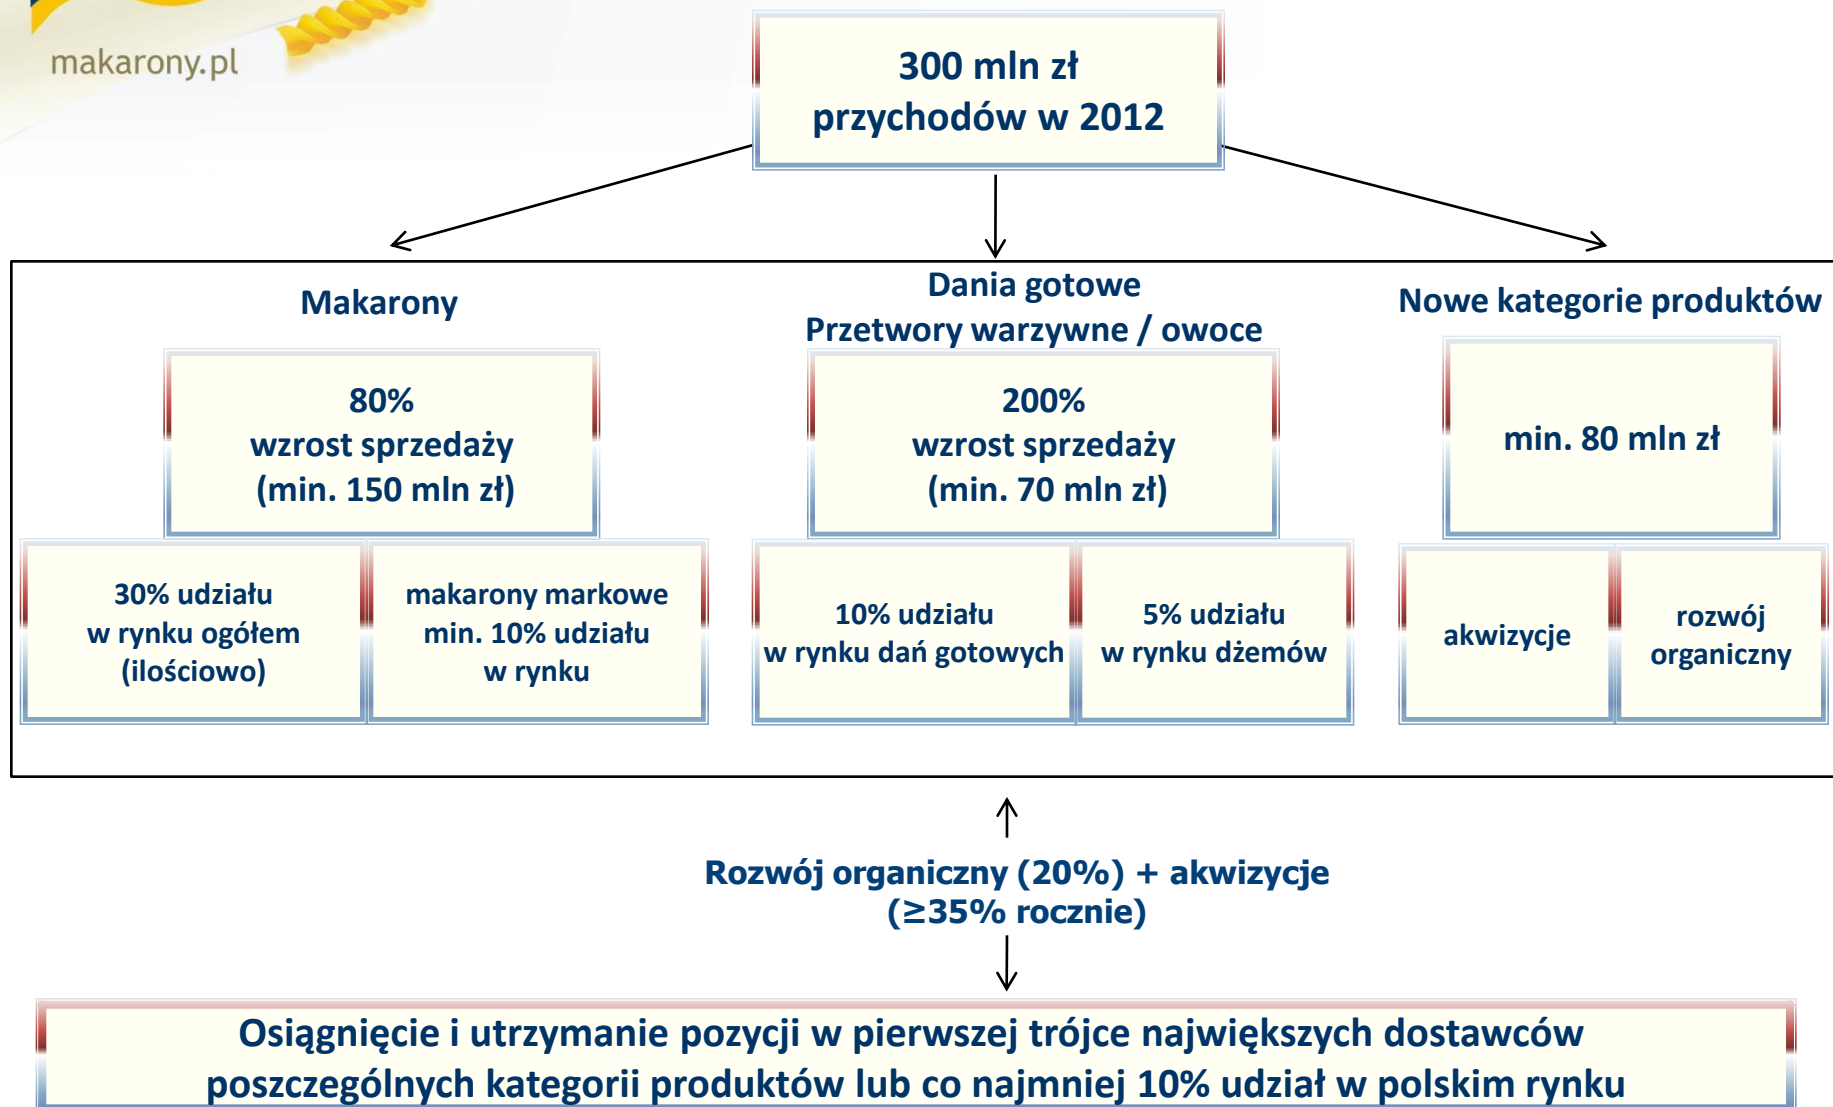 makarony.pl
300 mln zł
przychodów w 2012
Makarony
80%
wzrost sprzedaży
(min. 150 mln zł)
30% udziału
w rynku ogółem
(ilościowo)
makarony markowe
min. 10% udziału
w rynku
Dania gotowe
Przetwory warzywne / owoce
200%
wzrost sprzedaży
(min. 70 mln zł)
10% udziału
w rynku dań gotowych
5% udziału
w rynku dżemów
Nowe kategorie produktów
min. 80 mln zł
akwizycje
rozwój
organiczny
Rozwój organiczny (20%) + akwizycje
(≥35% rocznie)
Osiągnięcie i utrzymanie pozycji w pierwszej trójce największych dostawców
poszczególnych kategorii produktów lub co najmniej 10% udział w polskim rynku